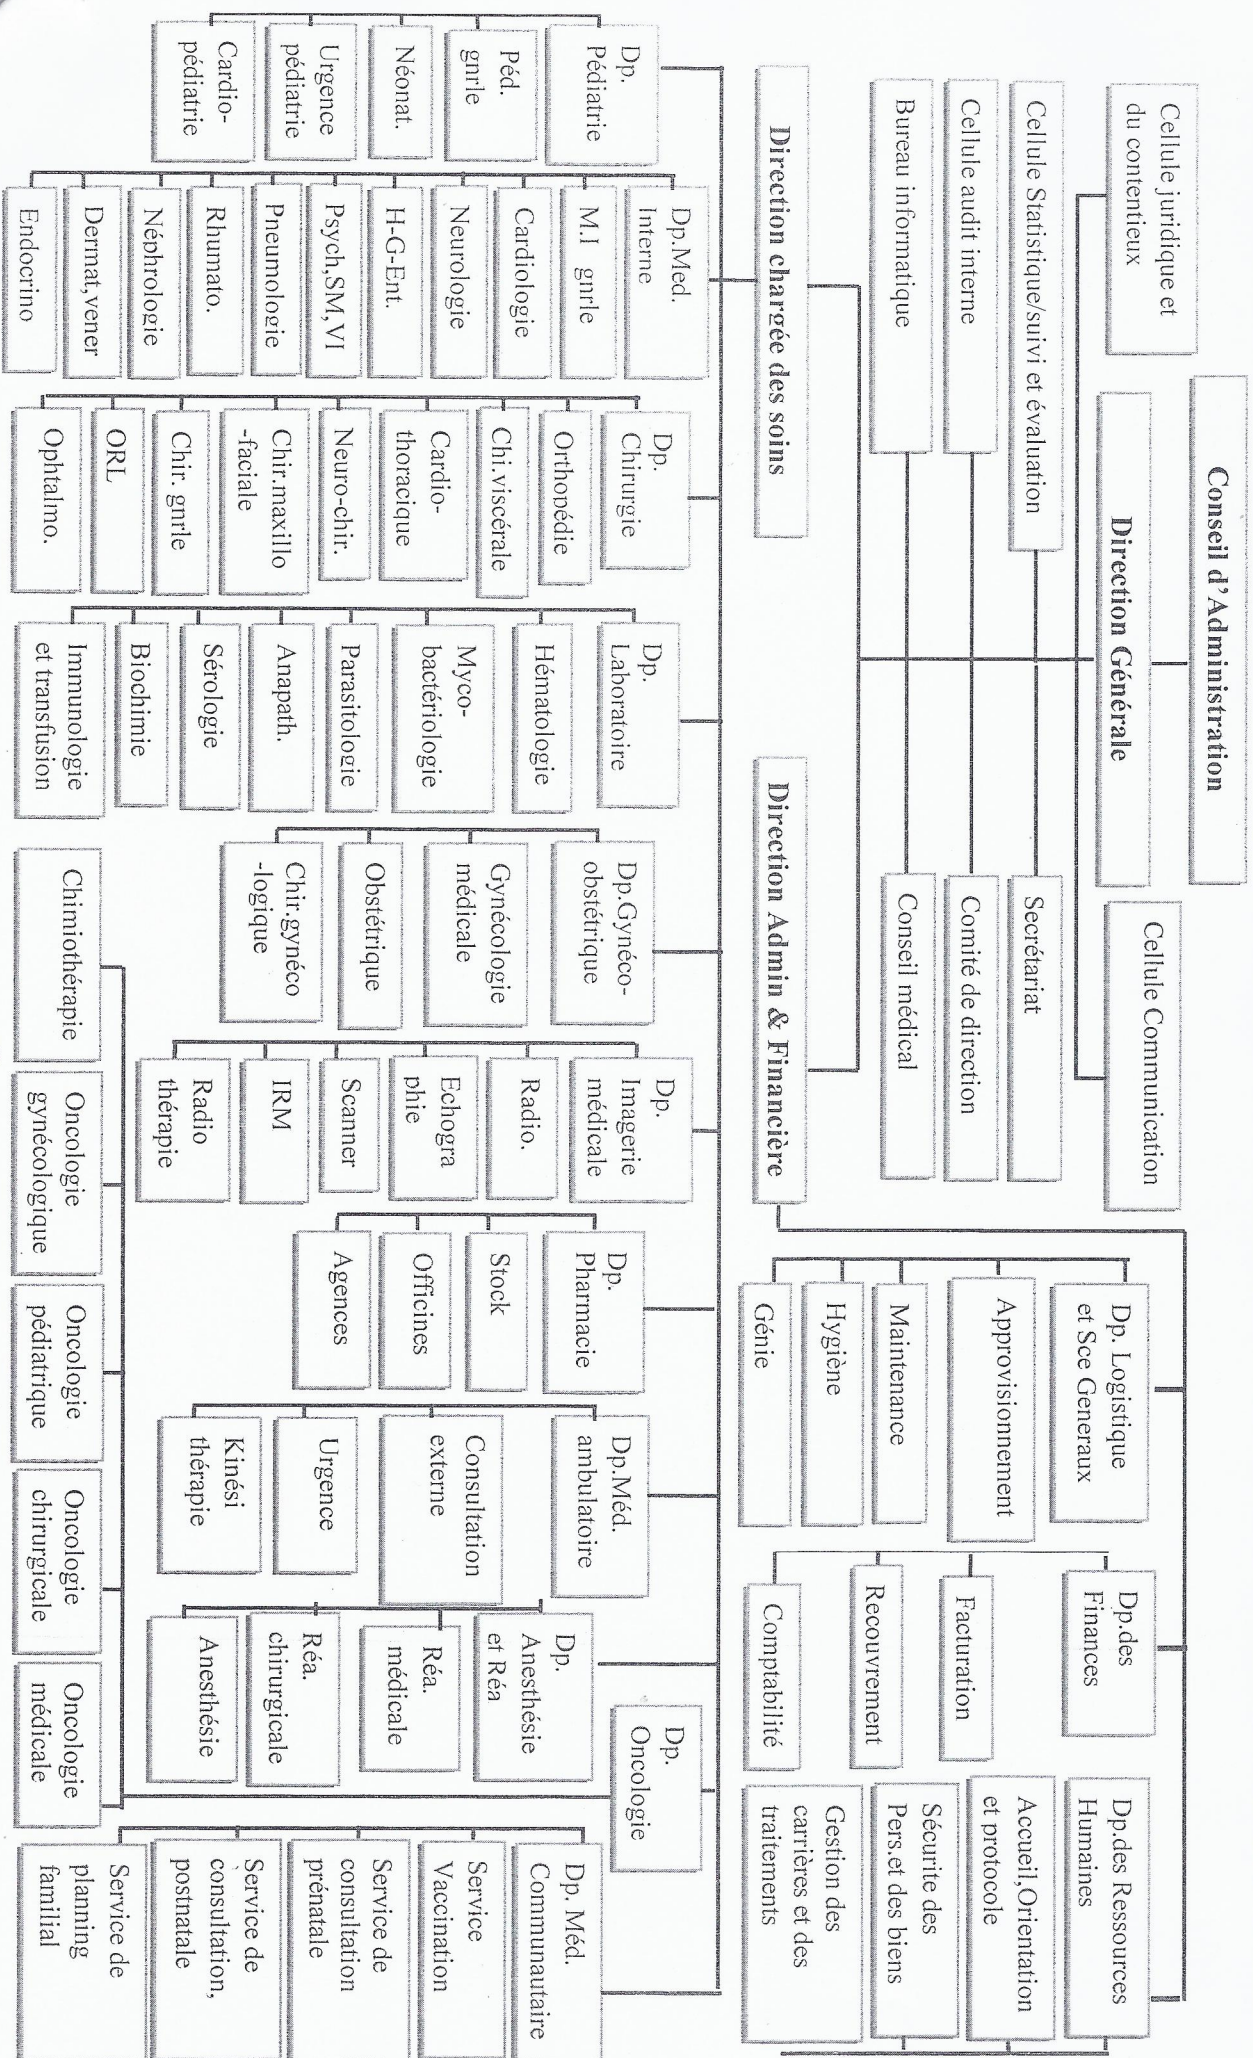 Conseil d'Administration
Direction Générale
Cellule juridique et
du contentieux
Cellule Communication
Cellule Statistique/suivi et évaluation
Secrétariat
Cellule audit interne
Comité de direction
Bureau informatique
Conseil médical
Direction chargée des soins
Direction Admin & Financière
Dp. Logistique
et Sce Generaux
Approvisionnement
Maintenance
Hygiène
Génie
Dp.des
Finances
Facturation
Recouvrement
Comptabilité
Dp.des Ressources
Humaines
Accueil,Orientation
et protocole
Sécurite des
Pers.et des biens
Gestion des
carrières et des
traitements
Dp.
Pédiatrie
Péd.
gnrle
Néonat.
Urgence
pédiatrie
Cardio-
pédiatrie
Dp.Med.
Interne
M.I gnrle
Cardiologie
Neurologie
H-G-Ent.
Psych,SM,VI
Pneumologie
Rhumato.
Néphrologie
Dermat,vener
Endocrino
Dp.
Chirurgie
Orthopédie
Chi.viscérale
Cardio-
thoracique
Neuro-chir.
Chir.maxillo
-faciale
Chir. gnrle
ORL
Ophtalmo.
Dp.
Laboratoire
Hématologie
Myco-
bactériologie
Parasitologie
Anapath.
Sérologie
Biochimie
Immunologie
et transfusion
Dp.Gynéco-
obstétrique
Gynécologie
médicale
Obstétrique
Chir.gynéco
-logique
Dp.
Imagerie
médicale
Radio.
Echogra
phie
Scanner
IRM
Radio
thérapie
Dp.
Pharmacie
Stock
Officines
Agences
Dp.Méd.
ambulatoire
Consultation
externe
Urgence
Kinési
thérapie
Dp.
Anesthésie
et Réa
Réa.
médicale
Réa.
chirurgicale
Anesthésie
Dp.
Oncologie
Chimiothérapie
Oncologie
gynécologique
Oncologie
pédiatrique
Oncologie
chirurgicale
Oncologie
médicale
Dp. Méd.
Communautaire
Service
Vaccination
Service de
consultation
prénatale
Service de
consultation,
postnatale
Service de
planning
familial